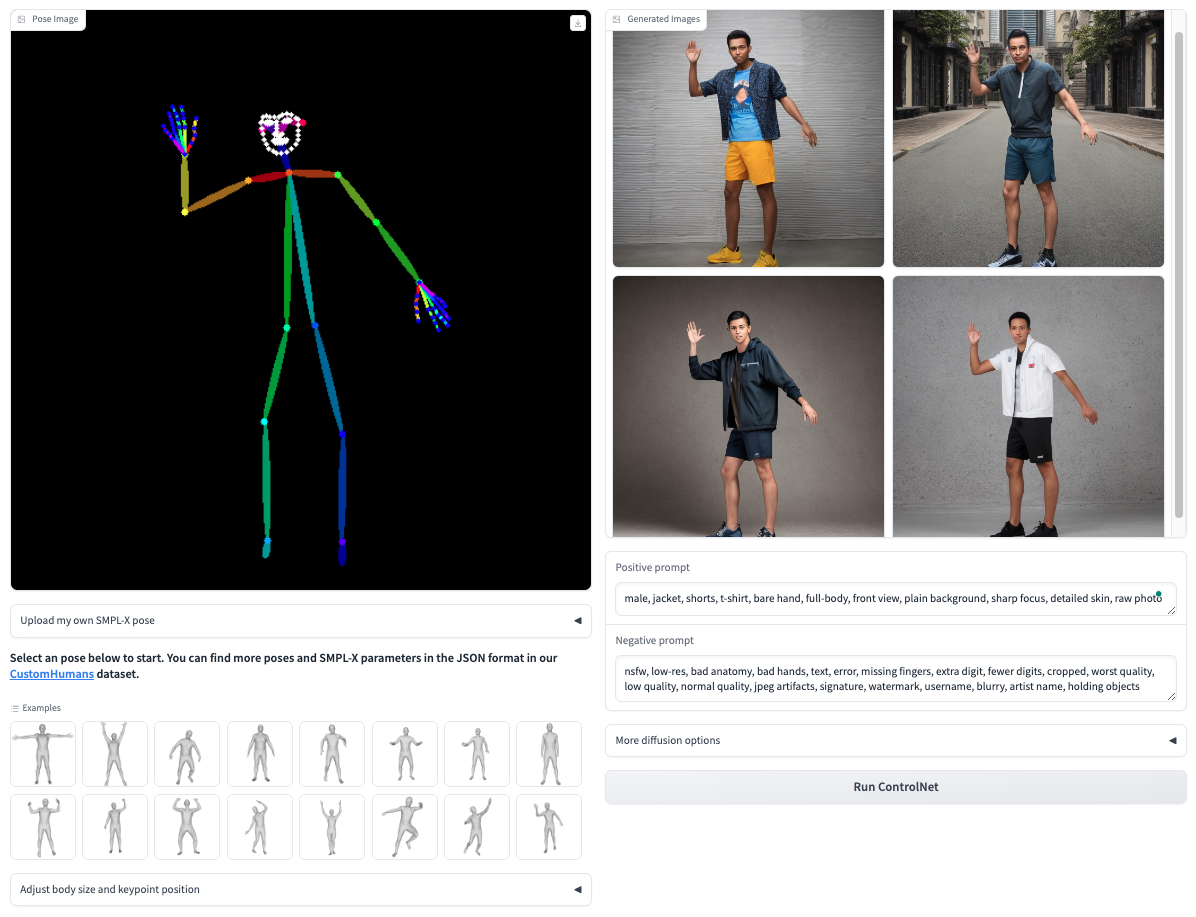 Pose Image
Upload my own SMPL-X pose
Select an pose below to start. You can find more poses and SMPL-X parameters in the JSON format in our
CustomHumans dataset.
Examples
Adjust body size and keypoint position
Generated Images
Positive prompt
male, jacket, shorts, t-shirt, bare hand, full-body, front view, plain background, sharp focus, detailed skin, raw photo
Negative prompt
nsfw, low-res, bad anatomy, bad hands, text, error, missing fingers, extra digit, fewer digits, cropped, worst quality,
low quality, normal quality, jpeg artifacts, signature, watermark, username, blurry, artist name, holding objects
More diffusion options
Run ControlNet